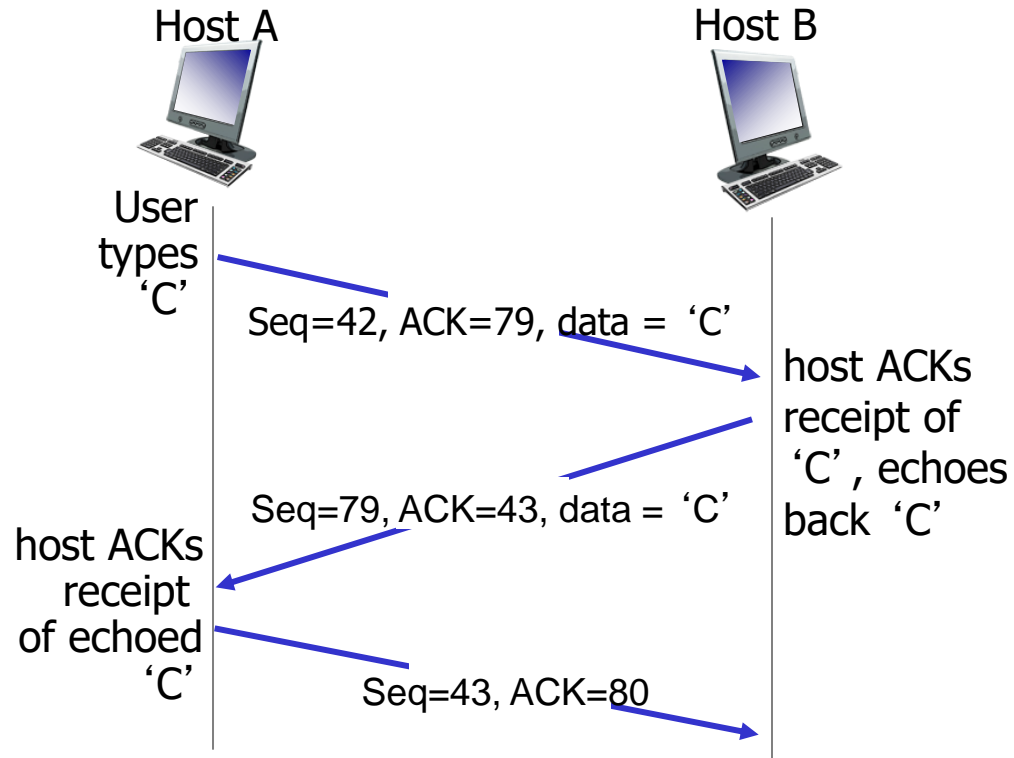 Host A
Host B
User
types
‘C’
Seq=42, ACK=79, data = ‘C’
host ACKs
receipt of
‘C’, echoes
back ‘C’
Seq=79, ACK=43, data = ‘C’
host ACKs
receipt
of echoed
‘C’
Seq=43, ACK=80